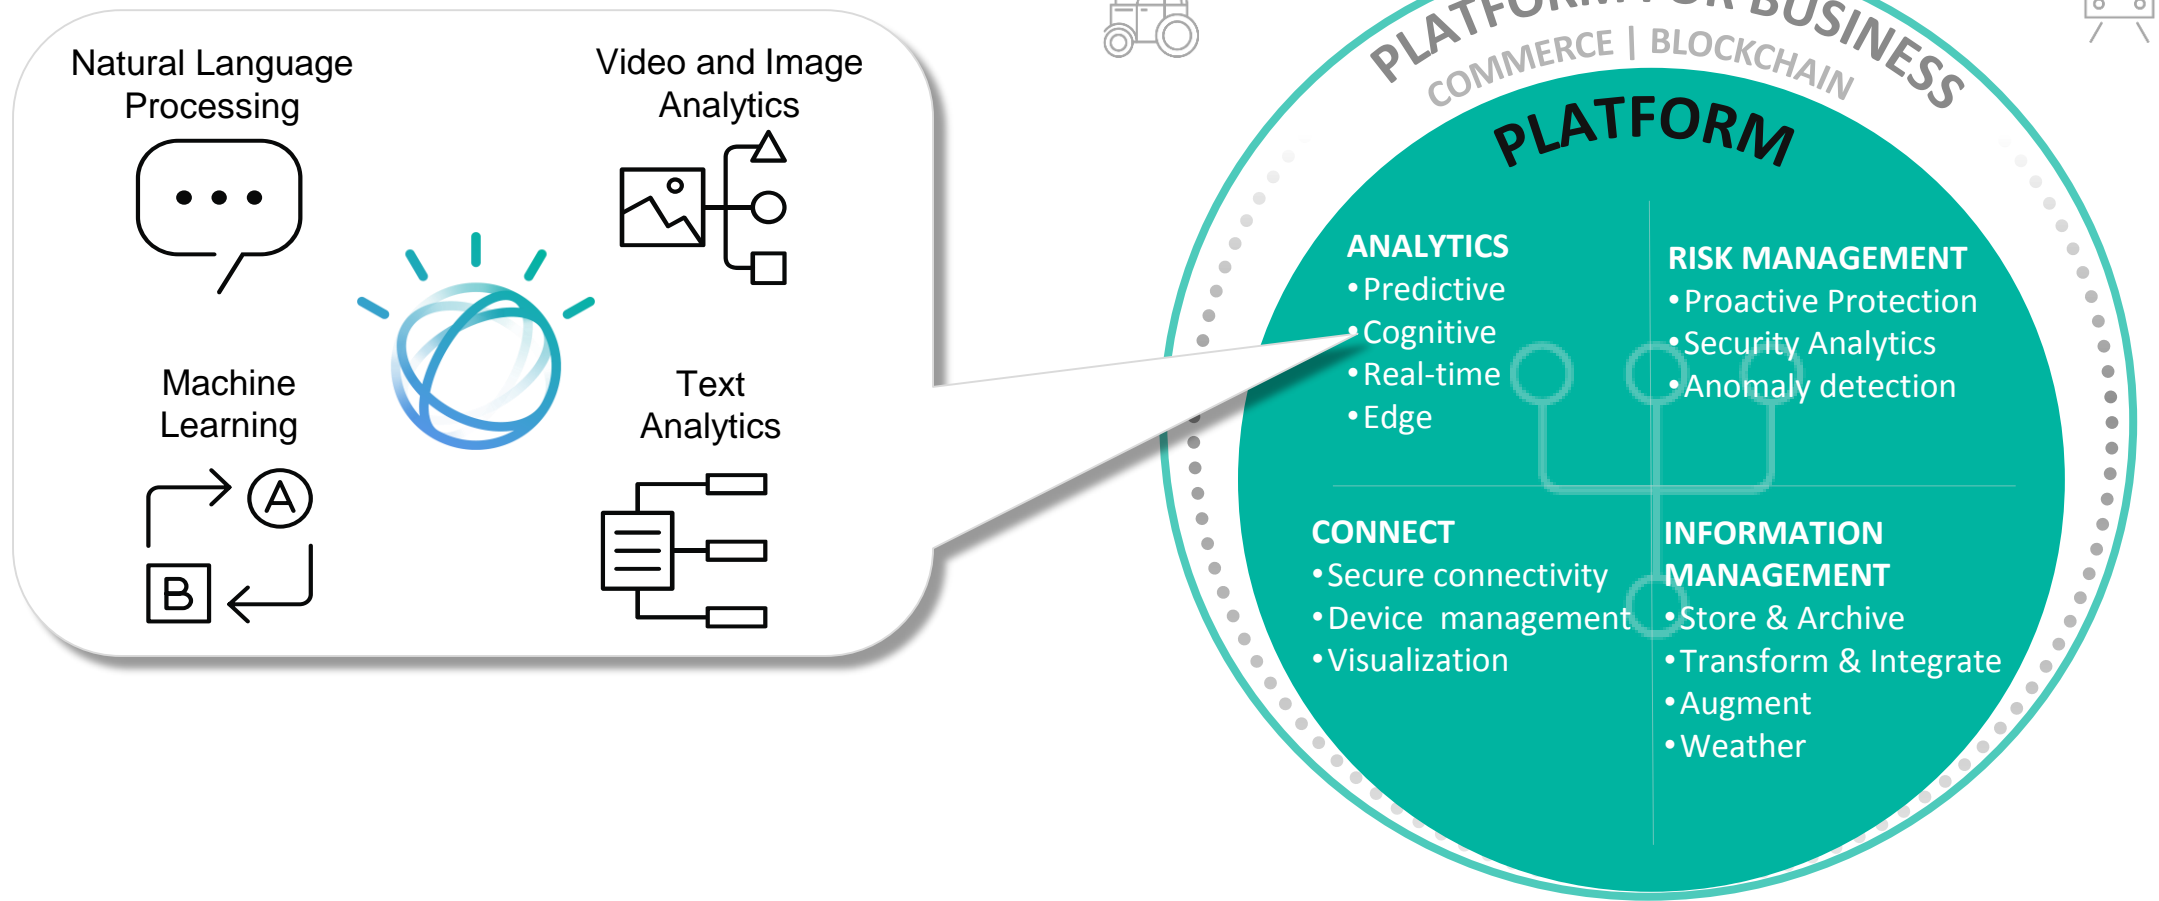 Natural Language
Processing
Video and Image
Analytics
Machine
Learning
A
B
Text
Analytics
PLATFORM FOR BUSINESS
COMMERCE | BLOCKCHAIN
PLATFORM
ANALYTICS
•Predictive
•Cognitive
•Real-time
•Edge
RISK MANAGEMENT
•Proactive Protection
•Security Analytics
•Anomaly detection
CONNECT
•Secure connectivity
•Device  management
•Visualization
INFORMATION
MANAGEMENT
•Store & Archive
•Transform & Integrate
•Augment
•Weather